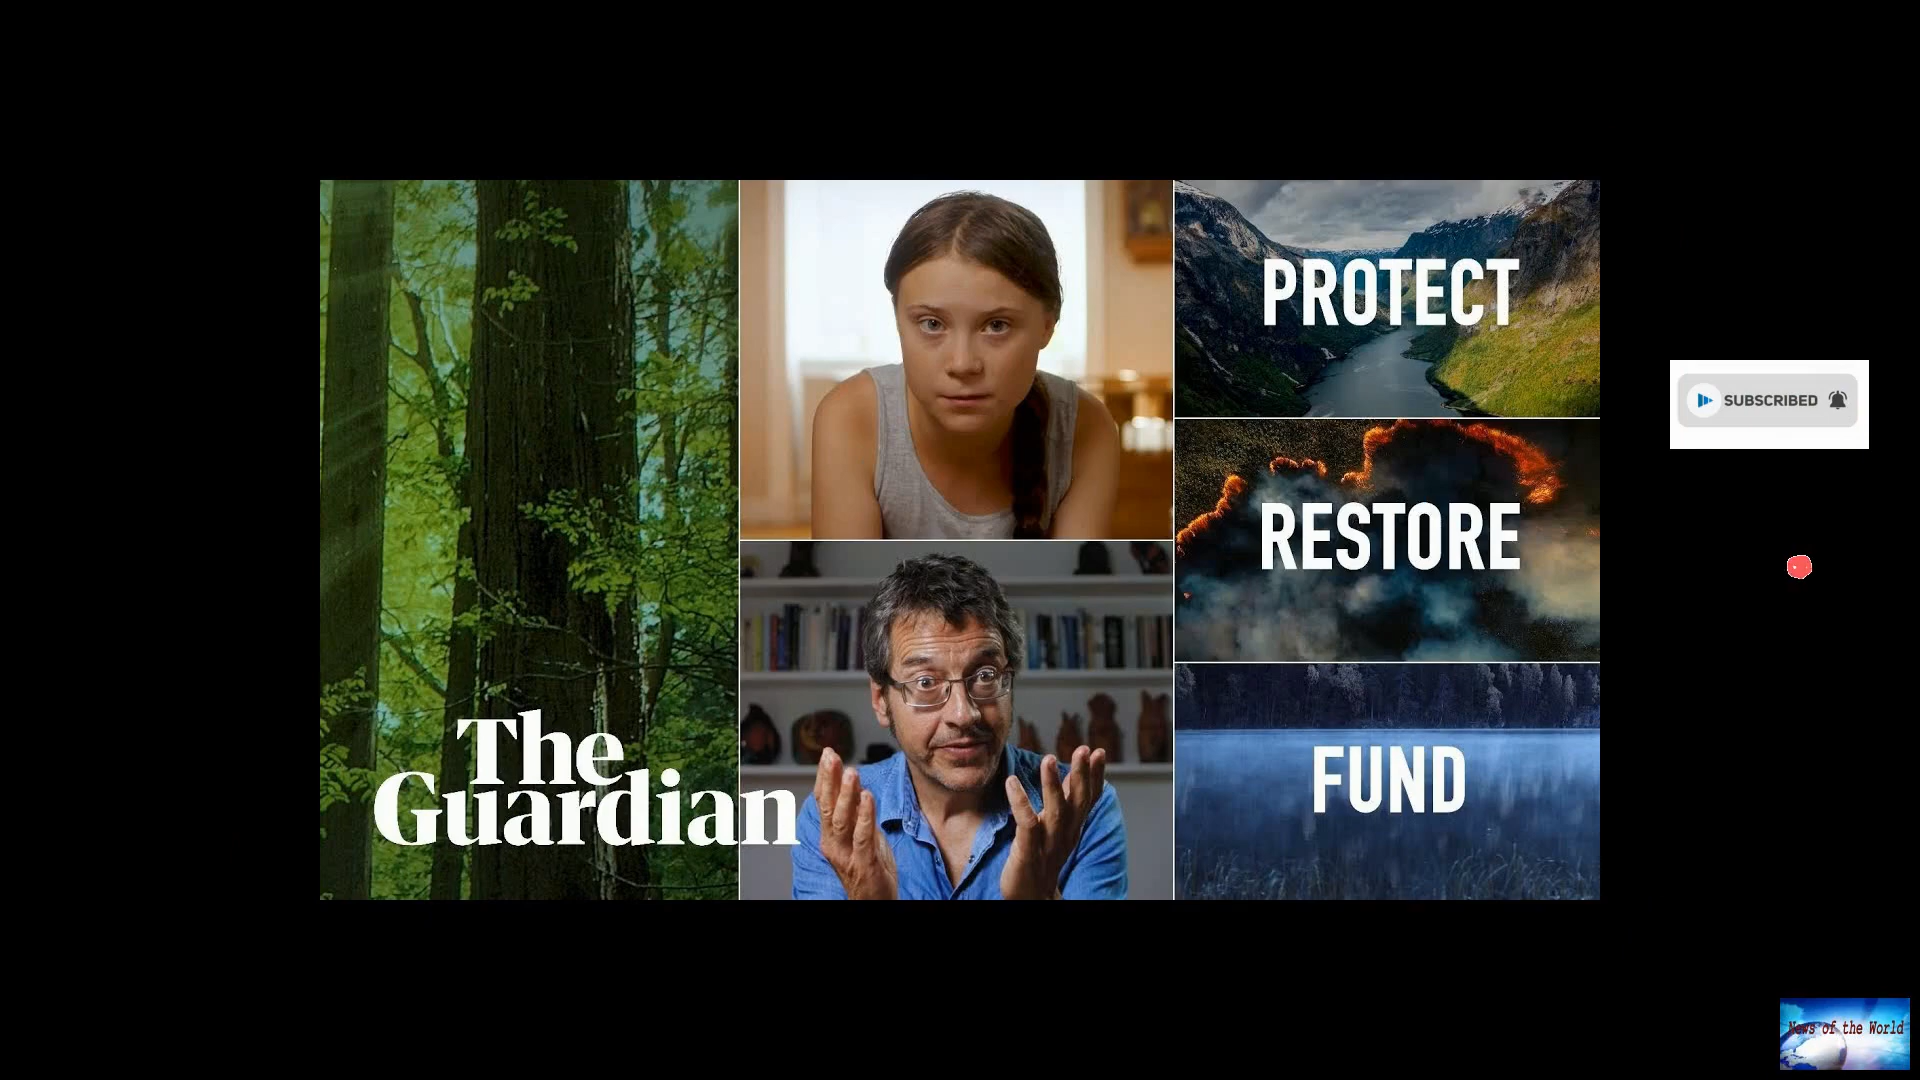 The
Guardian
PROTECT
RESTORE
FUND
SUBSCRIBED
News of the World